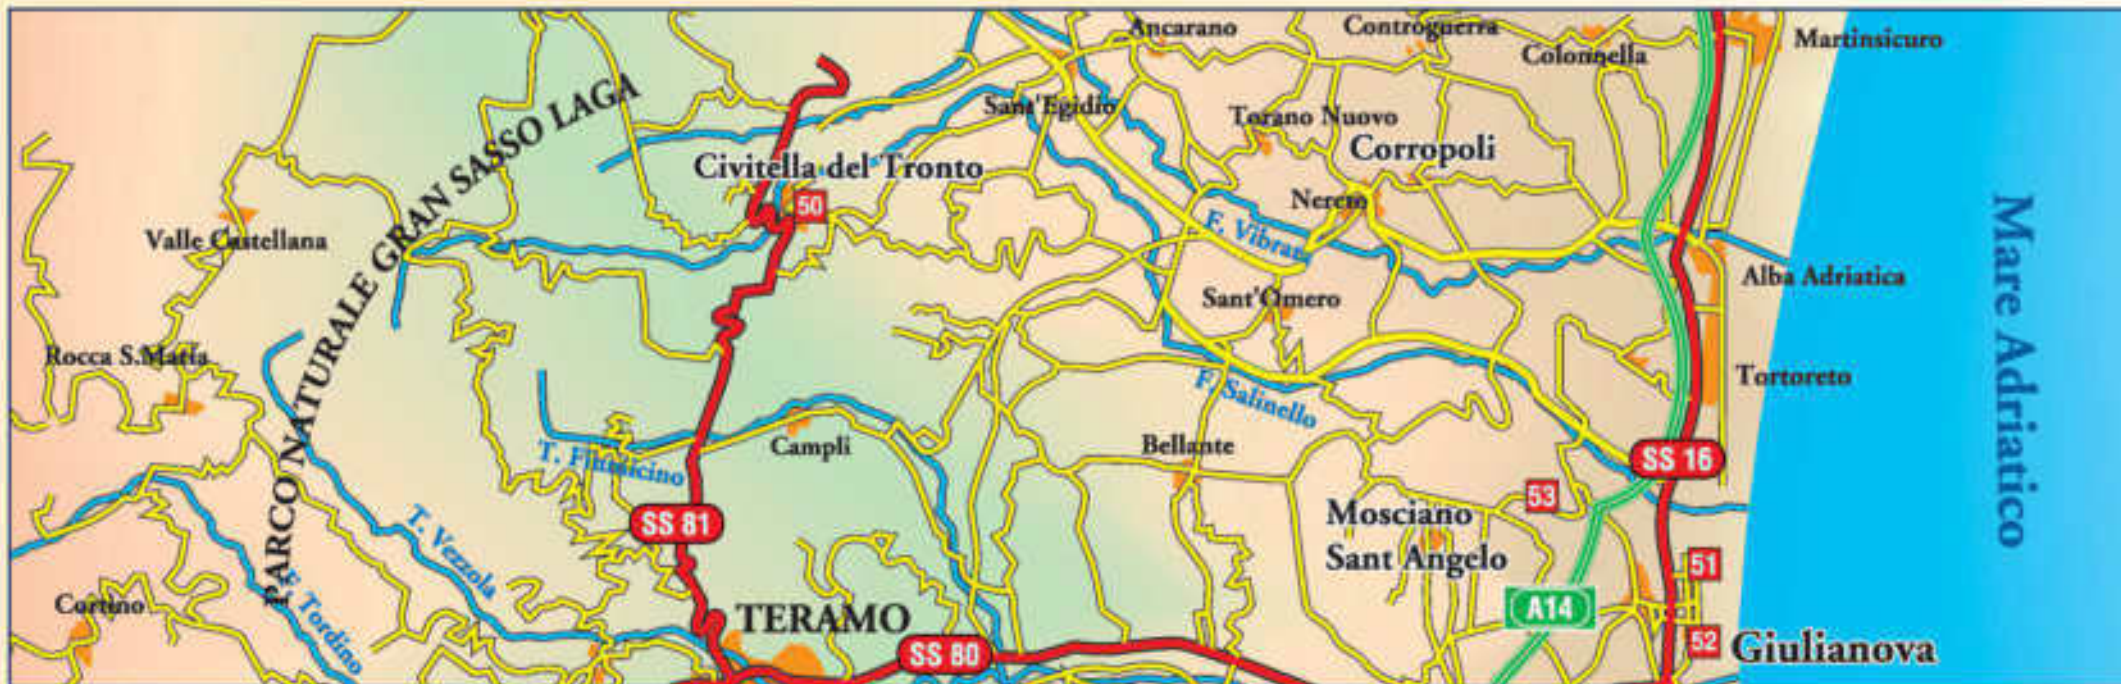 Ancarano
Controguerra
Colonnella
Martinsicuro
Sant'Egidio
Torano Nuovo
Corropoli
Civitella del Tronto
50
Nereto
PARCO NATURALE GRAN SASSO LAGA
Valle Castellana
F. Vibrata
Mare Adriatico
Alba Adriatica
Sant'Omero
Rocca S.Maria
Tortoreto
F. Salinello
Campli
Bellante
T. Fiumicino
SS 16
53
Mosciano
Sant Angelo
SS 81
T. Vezzola
51
Cortino
F. Tordino
TERAMO
A14
SS 80
52
Giulianova